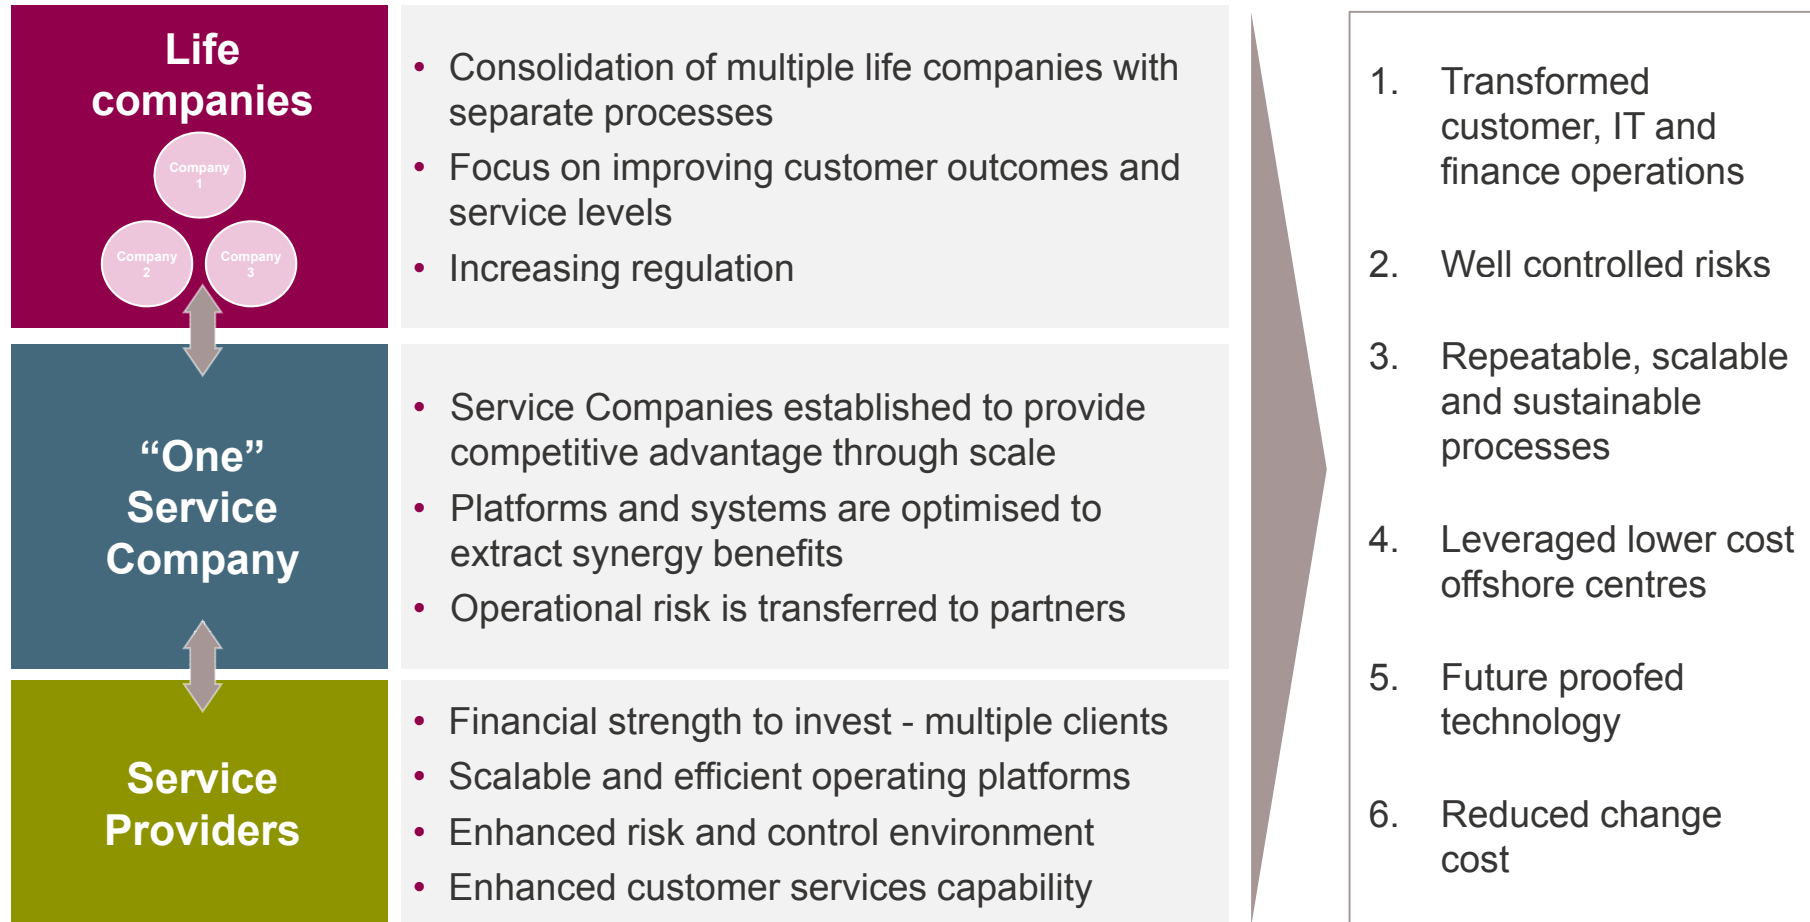 Life
companies
Company
1
Company
2
Company
3
• Consolidation of multiple life companies with
separate processes
• Focus on improving customer outcomes and
service levels
• Increasing regulation
“One”
Service
Company
• Service Companies established to provide
competitive advantage through scale
• Platforms and systems are optimised to
extract synergy benefits
• Operational risk is transferred to partners
Service
Providers
• Financial strength to invest - multiple clients
• Scalable and efficient operating platforms
• Enhanced risk and control environment
• Enhanced customer services capability
1. Transformed
customer, IT and
finance operations
2. Well controlled risks
3. Repeatable, scalable
and sustainable
processes
4. Leveraged lower cost
offshore centres
5. Future proofed
technology
6. Reduced change
cost